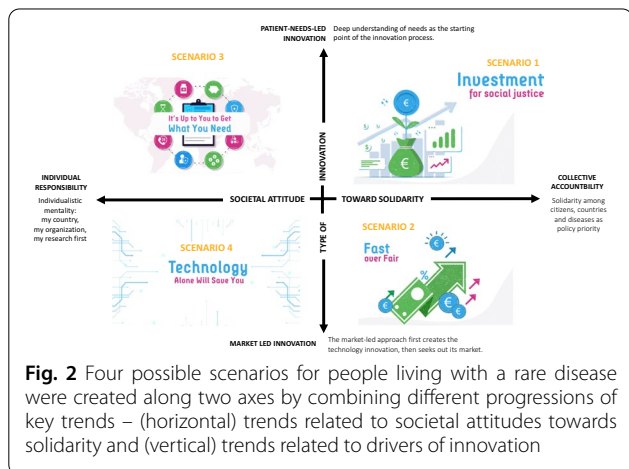 PATIENT-NEEDS-LED
INNOVATION
Deep understanding of needs as the starting
point of the innovation process.
SCENARIO 3
SCENARIO 1
It's Up to You to Get
What You Need
Investment
for social justice
INNOVATION
INDIVIDUAL
RESPONSIBILITY
Individualistic
mentality:
my country,
my organization,
my research first
SOCIETAL ATTITUDE
TOWARD SOLIDARITY
COLLECTIVE
ACCOUNTBILITY
Solidarity among
citizens, countries
and diseases as
policy priority
TYPE OF
SCENARIO 4
Technology
Alone Will Save You
SCENARIO 2
Fast
over Fair
%
MARKET LED INNOVATION
The market-led approach first creates the
technology innovation, then seeks out its market.
Fig. 2 Four possible scenarios for people living with a rare disease
were created along two axes by combining different progressions of
key trends – (horizontal) trends related to societal attitudes towards
solidarity and (vertical) trends related to drivers of innovation